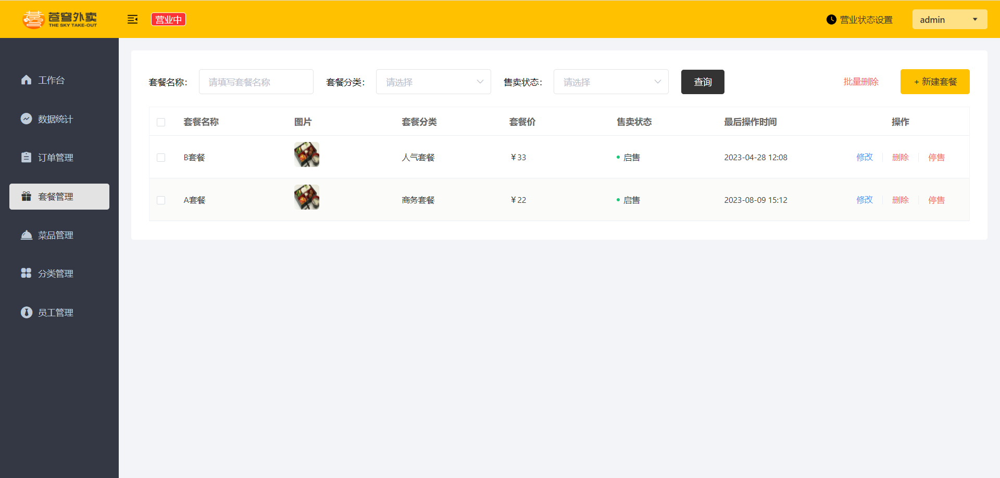 苍穹外卖
THE SKY TAKE-OUT
营业中
营业状态设置
admin
工作台
数据统计
订单管理
套餐管理
菜品管理
分类管理
员工管理
套餐名称:
请填写套餐名称
套餐分类:
请选择
售卖状态:
请选择
查询
批量删除
+ 新建套餐
套餐名称 图片 套餐分类 套餐价 售卖状态 最后操作时间 操作
B套餐 人气套餐 ￥33 启售 2023-04-28 12:08 修改 删除 停售
A套餐 商务套餐 ￥22 启售 2023-08-09 15:12 修改 删除 停售